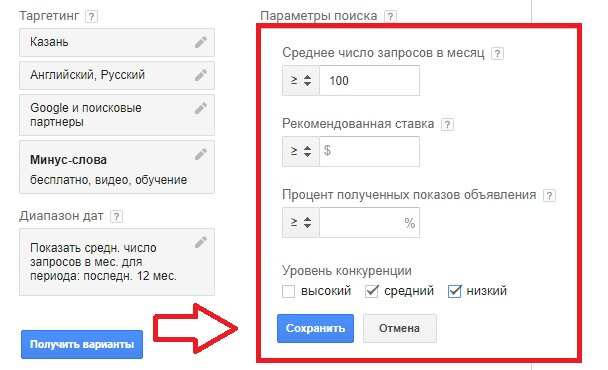 Таргетинг ?
Казань
Английский, Русский
Google и поисковые
партнеры
Минус-слова
бесплатно, видео, обучение
Диапазон дат ?
Показать средн. число
запросов в мес. для
периода: последн. 12 мес.
Получить варианты
Параметры поиска ?
Среднее число запросов в месяц ?
≥ 100
Рекомендованная ставка ?
≥ $
Процент полученных показов объявления ?
≥ %
Уровень конкуренции
высокий средний низкий
Сохранить Отмена